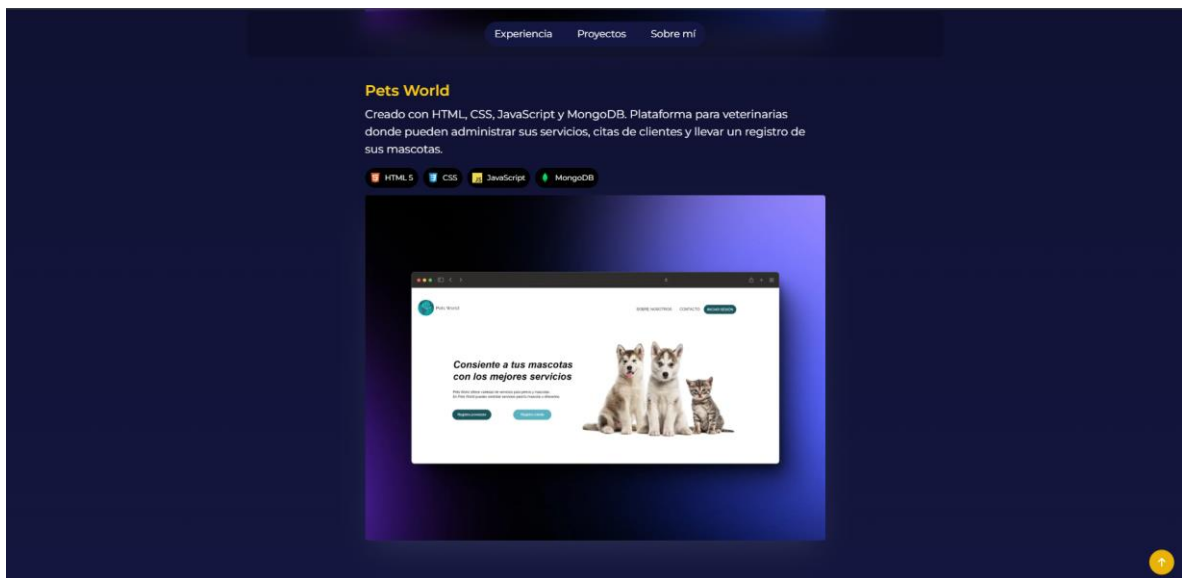 Experiencia Proyectos Sobre mí
Pets World
Creado con HTML, CSS, JavaScript y MongoDB. Plataforma para veterinarias
donde pueden administrar sus servicios, citas de clientes y llevar un registro de
sus mascotas.
HTML 5 CSS JavaScript MongoDB
Pets World SOBRE NOSOTROS CONTACTO INICIAR SESIÓN
Consiente a tus mascotas
con los mejores servicios